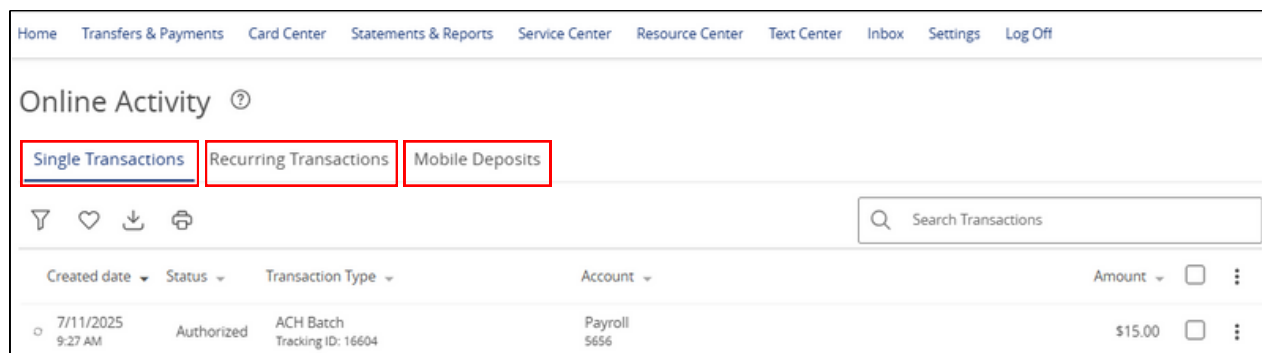 Home Transfers & Payments Card Center Statements & Reports Service Center Resource Center Text Center Inbox Settings Log Off
Online Activity ?
Single Transactions Recurring Transactions Mobile Deposits
Search Transactions
Created date Status Transaction Type Account Amount
7/11/2025 Authorized ACH Batch Payroll $15.00
9:27 AM Tracking ID: 16604 5656